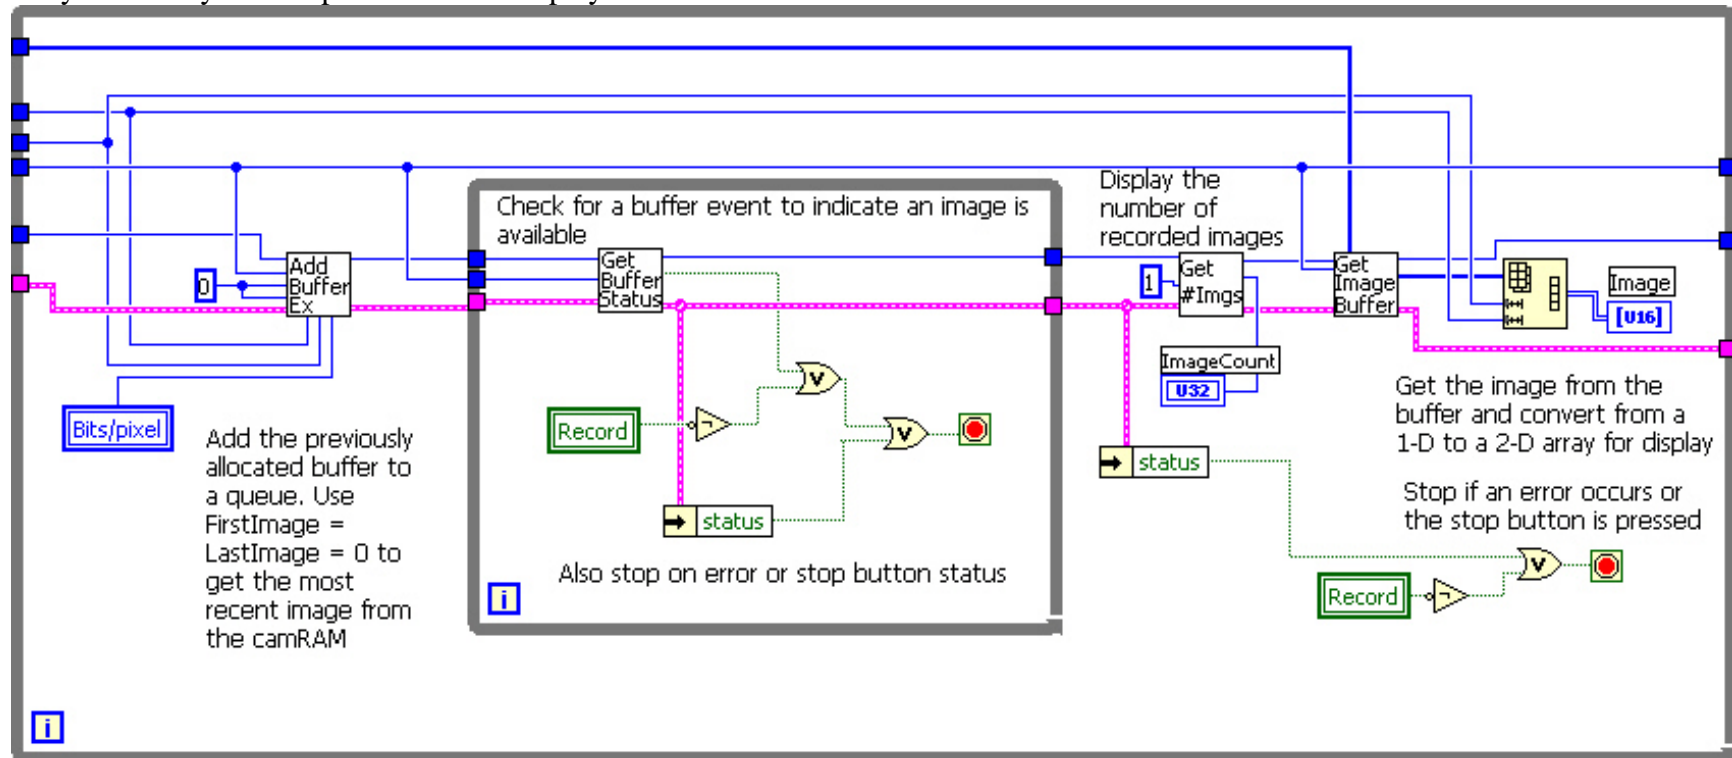 Check for a buffer event to indicate an image is
available
Display the
number of
recorded images
Add
Buffer
Ex
0
Get
Buffer
Status
1
Get
#Imgs
Get
Image
Buffer
Image
[U16]
ImageCount
U32
Bits/pixel
Record
status
status
Add the previously
allocated buffer to
a queue. Use
FirstImage =
LastImage = 0 to
get the most
recent image from
the camRAM
Also stop on error or stop button status
i
Get the image from the
buffer and convert from a
1-D to a 2-D array for display
Stop if an error occurs or
the stop button is pressed
Record
i